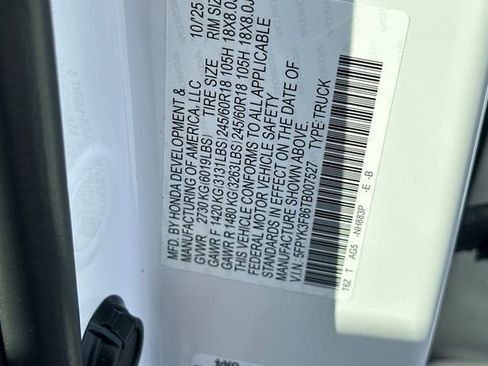 MFD. BY HONDA DEVELOPMENT & 10/25
MANUFACTURING OF AMERICA, LLC
GVWR 2730 KG(6019LBS) TIRE SIZE RIM SIZE
GAWR F 1420 KG(3131LBS)245/60R18 105H 18X8.0J
GAWR R 1480 KG(3263LBS)245/60R18 105H 18X8.0J
THIS VEHICLE CONFORMS TO ALL APPLICABLE
FEDERAL MOTOR VEHICLE SAFETY
IN EFFECT ON THE DATE OF
MANUFACTURE SHOWN ABOVE.
V.I.N: 5FPYK3F86TB007527 TYPE:TRUCK
T6Z T AG5 -NH883P -E -B